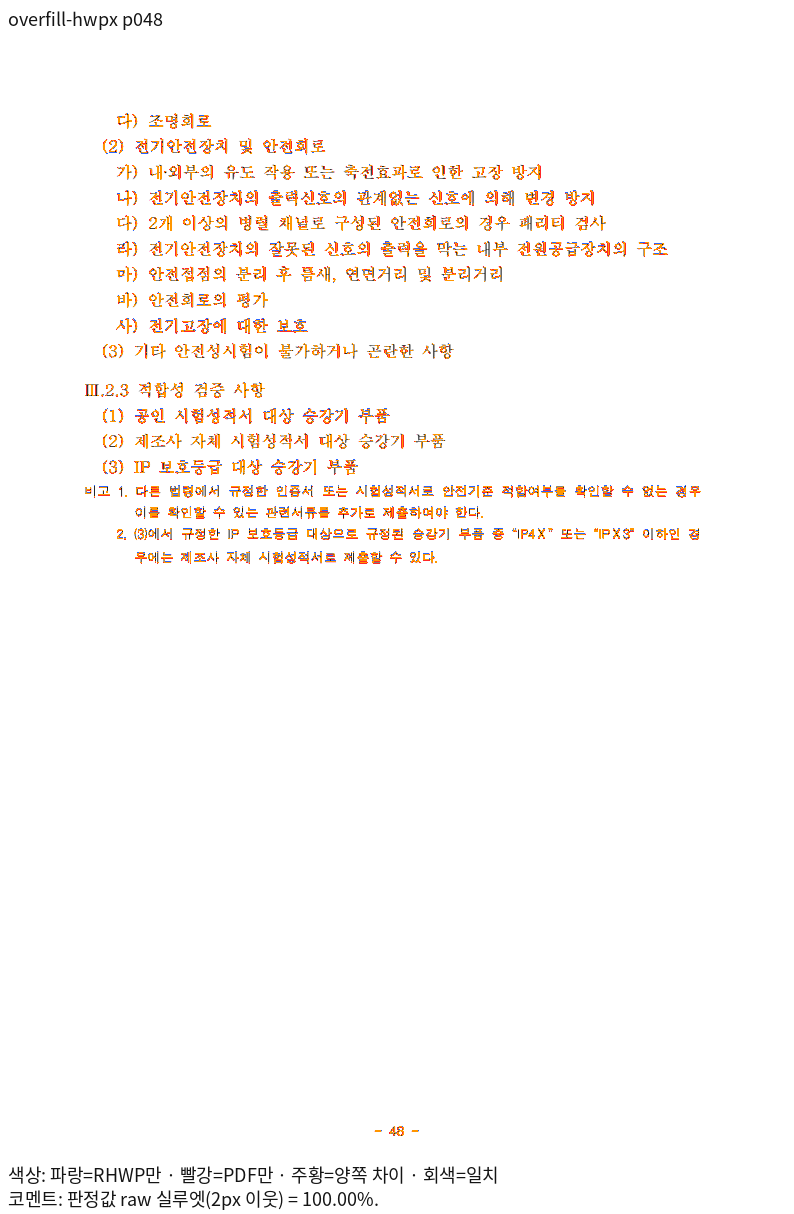 overfill-hwpx p048
다) 조명회로
(2) 전기안전장치 및 안전회로
가) 내·외부의 유도 작용 또는 축전효과로 인한 고장 방지
나) 전기안전장치의 출력신호의 관계없는 신호에 의해 변경 방지
다) 2개 이상의 병렬 채널로 구성된 안전회로의 경우 패리티 검사
라) 전기안전장치의 잘못된 신호의 출력을 막는 내부 전원공급장치의 구조
마) 안전접점의 분리 후 틈새, 연면거리 및 분리거리
바) 안전회로의 평가
사) 전기고장에 대한 보호
(3) 기타 안전성시험이 불가하거나 곤란한 사항
Ⅲ.2.3 적합성 검증 사항
(1) 공인 시험성적서 대상 승강기 부품
(2) 제조사 자체 시험성적서 대상 승강기 부품
(3) IP 보호등급 대상 승강기 부품
비고 1. 다른 법령에서 규정한 인증서 또는 시험성적서로 안전기준 적합여부를 확인할 수 없는 경우
이를 확인할 수 있는 관련서류를 추가로 제출하여야 한다.
2. (3)에서 규정한 IP 보호등급 대상으로 규정된 승강기 부품 중 “IP4X” 또는 “IPX3” 이하인 경
우에는 제조사 자체 시험성적서로 제출할 수 있다.
- 48 -
색상: 파랑=RHWP만 · 빨강=PDF만 · 주황=양쪽 차이 · 회색=일치
코멘트: 판정값 raw 실루엣(2px 이웃) = 100.00%.